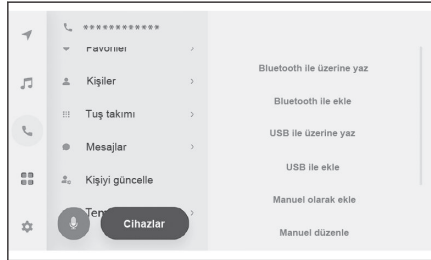 ************
Favoriler
Kişiler
Tuş takımı
Mesajlar
Kişiyi güncelle
Cihazlar
Bluetooth ile üzerine yaz
Bluetooth ile ekle
USB ile üzerine yaz
USB ile ekle
Manuel olarak ekle
Manuel düzenle